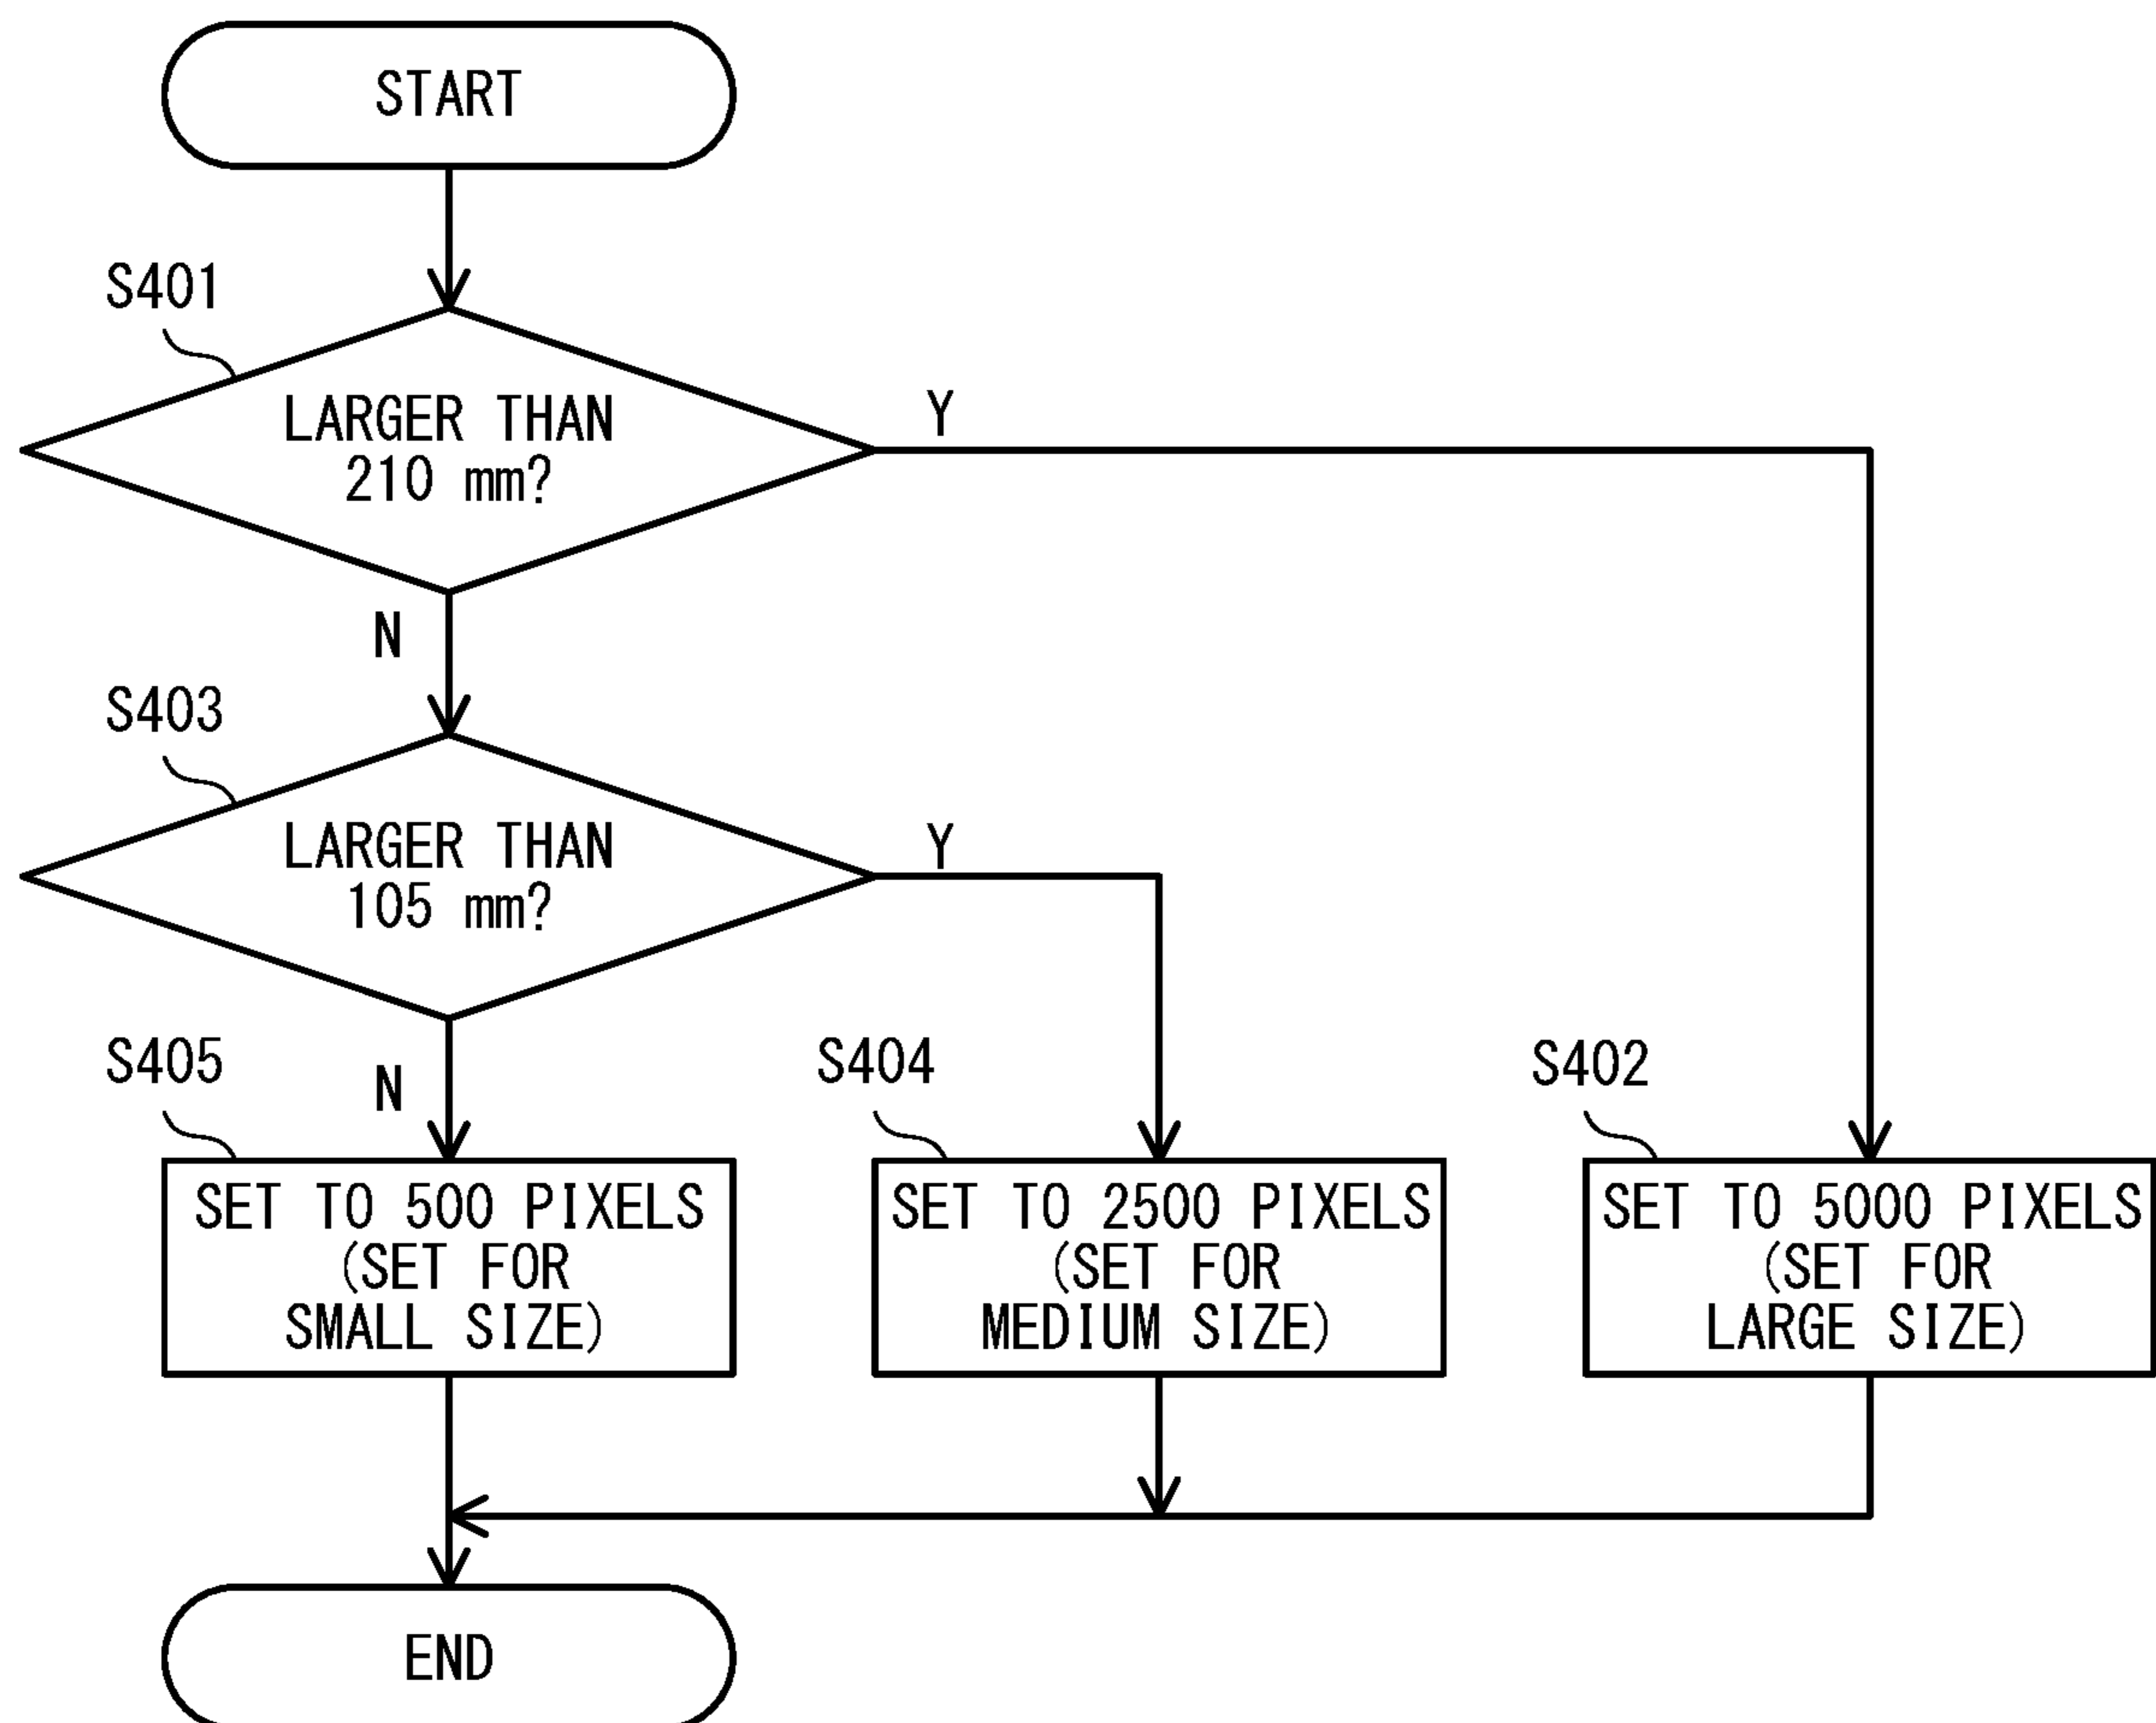 START
S401
LARGER THAN
210 mm?
Y
N
S403
LARGER THAN
105 mm?
Y
N
S405
SET TO 500 PIXELS
(SET FOR
SMALL SIZE)
S404
SET TO 2500 PIXELS
(SET FOR
MEDIUM SIZE)
S402
SET TO 5000 PIXELS
(SET FOR
LARGE SIZE)
END